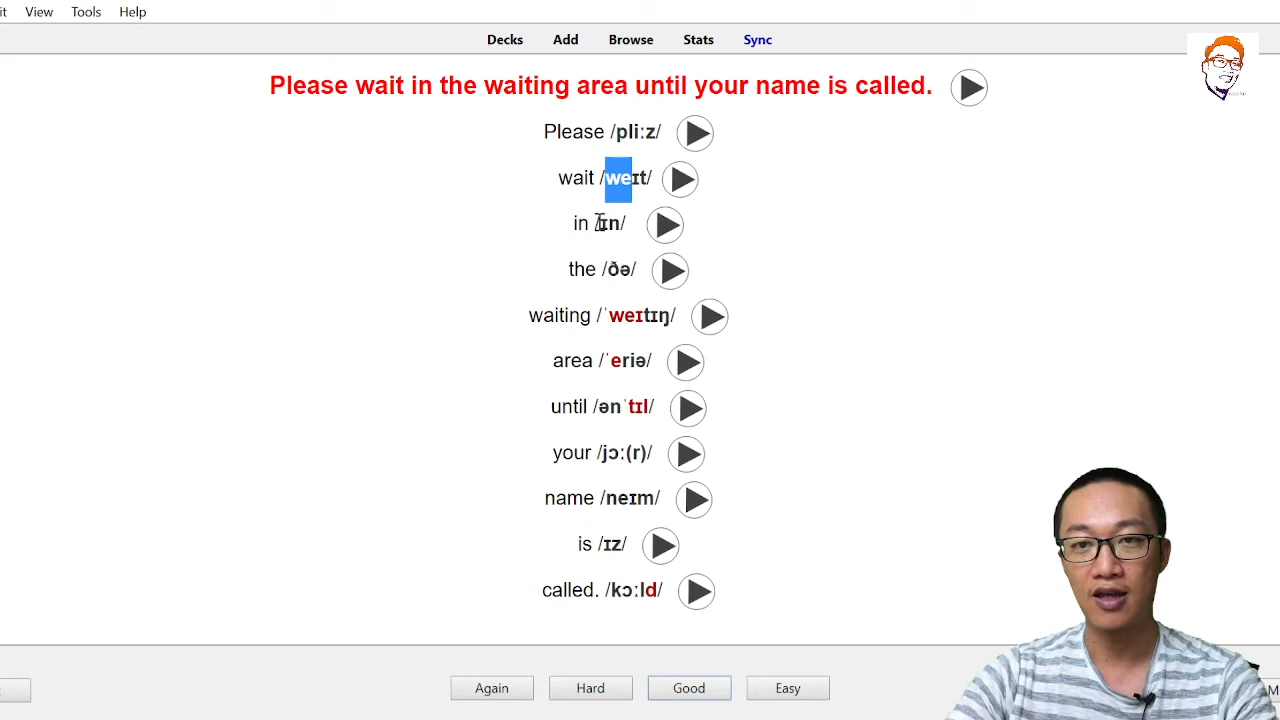 it View Tools Help
Decks Add Browse Stats Sync
Please wait in the waiting area until your name is called.
Please /pliːz/
wait /weɪt/
in /ɪn/
the /ðə/
waiting /ˈweɪtɪŋ/
area /ˈeriə/
until /ənˈtɪl/
your /jɔː(r)/
name /neɪm/
is /ɪz/
called. /kɔːld/
Again Hard Good Easy M